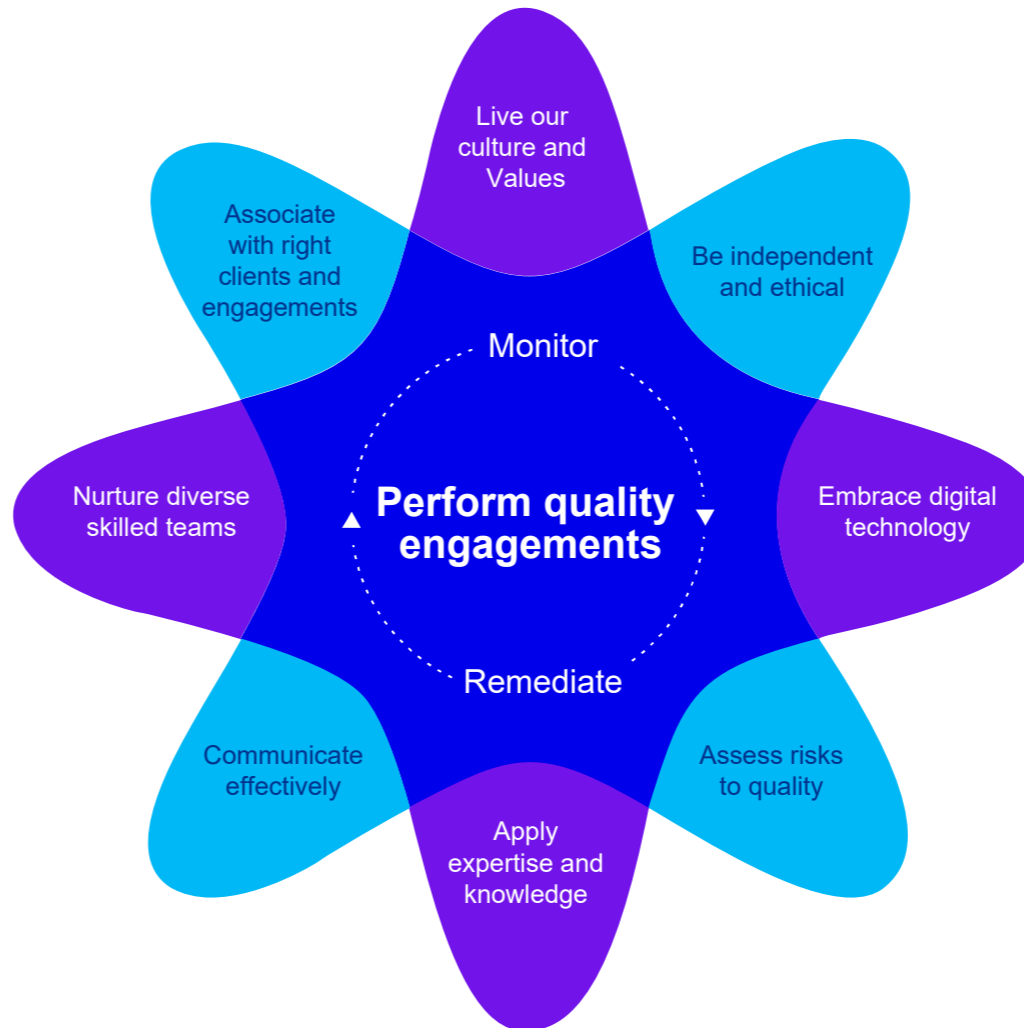 Live our
culture and
Values
Be independent
and ethical
Embrace digital
technology
Assess risks
to quality
Apply
expertise and
knowledge
Communicate
effectively
Nurture diverse
skilled teams
Associate
with right
clients and
engagements
Monitor
Perform quality
engagements
Remediate